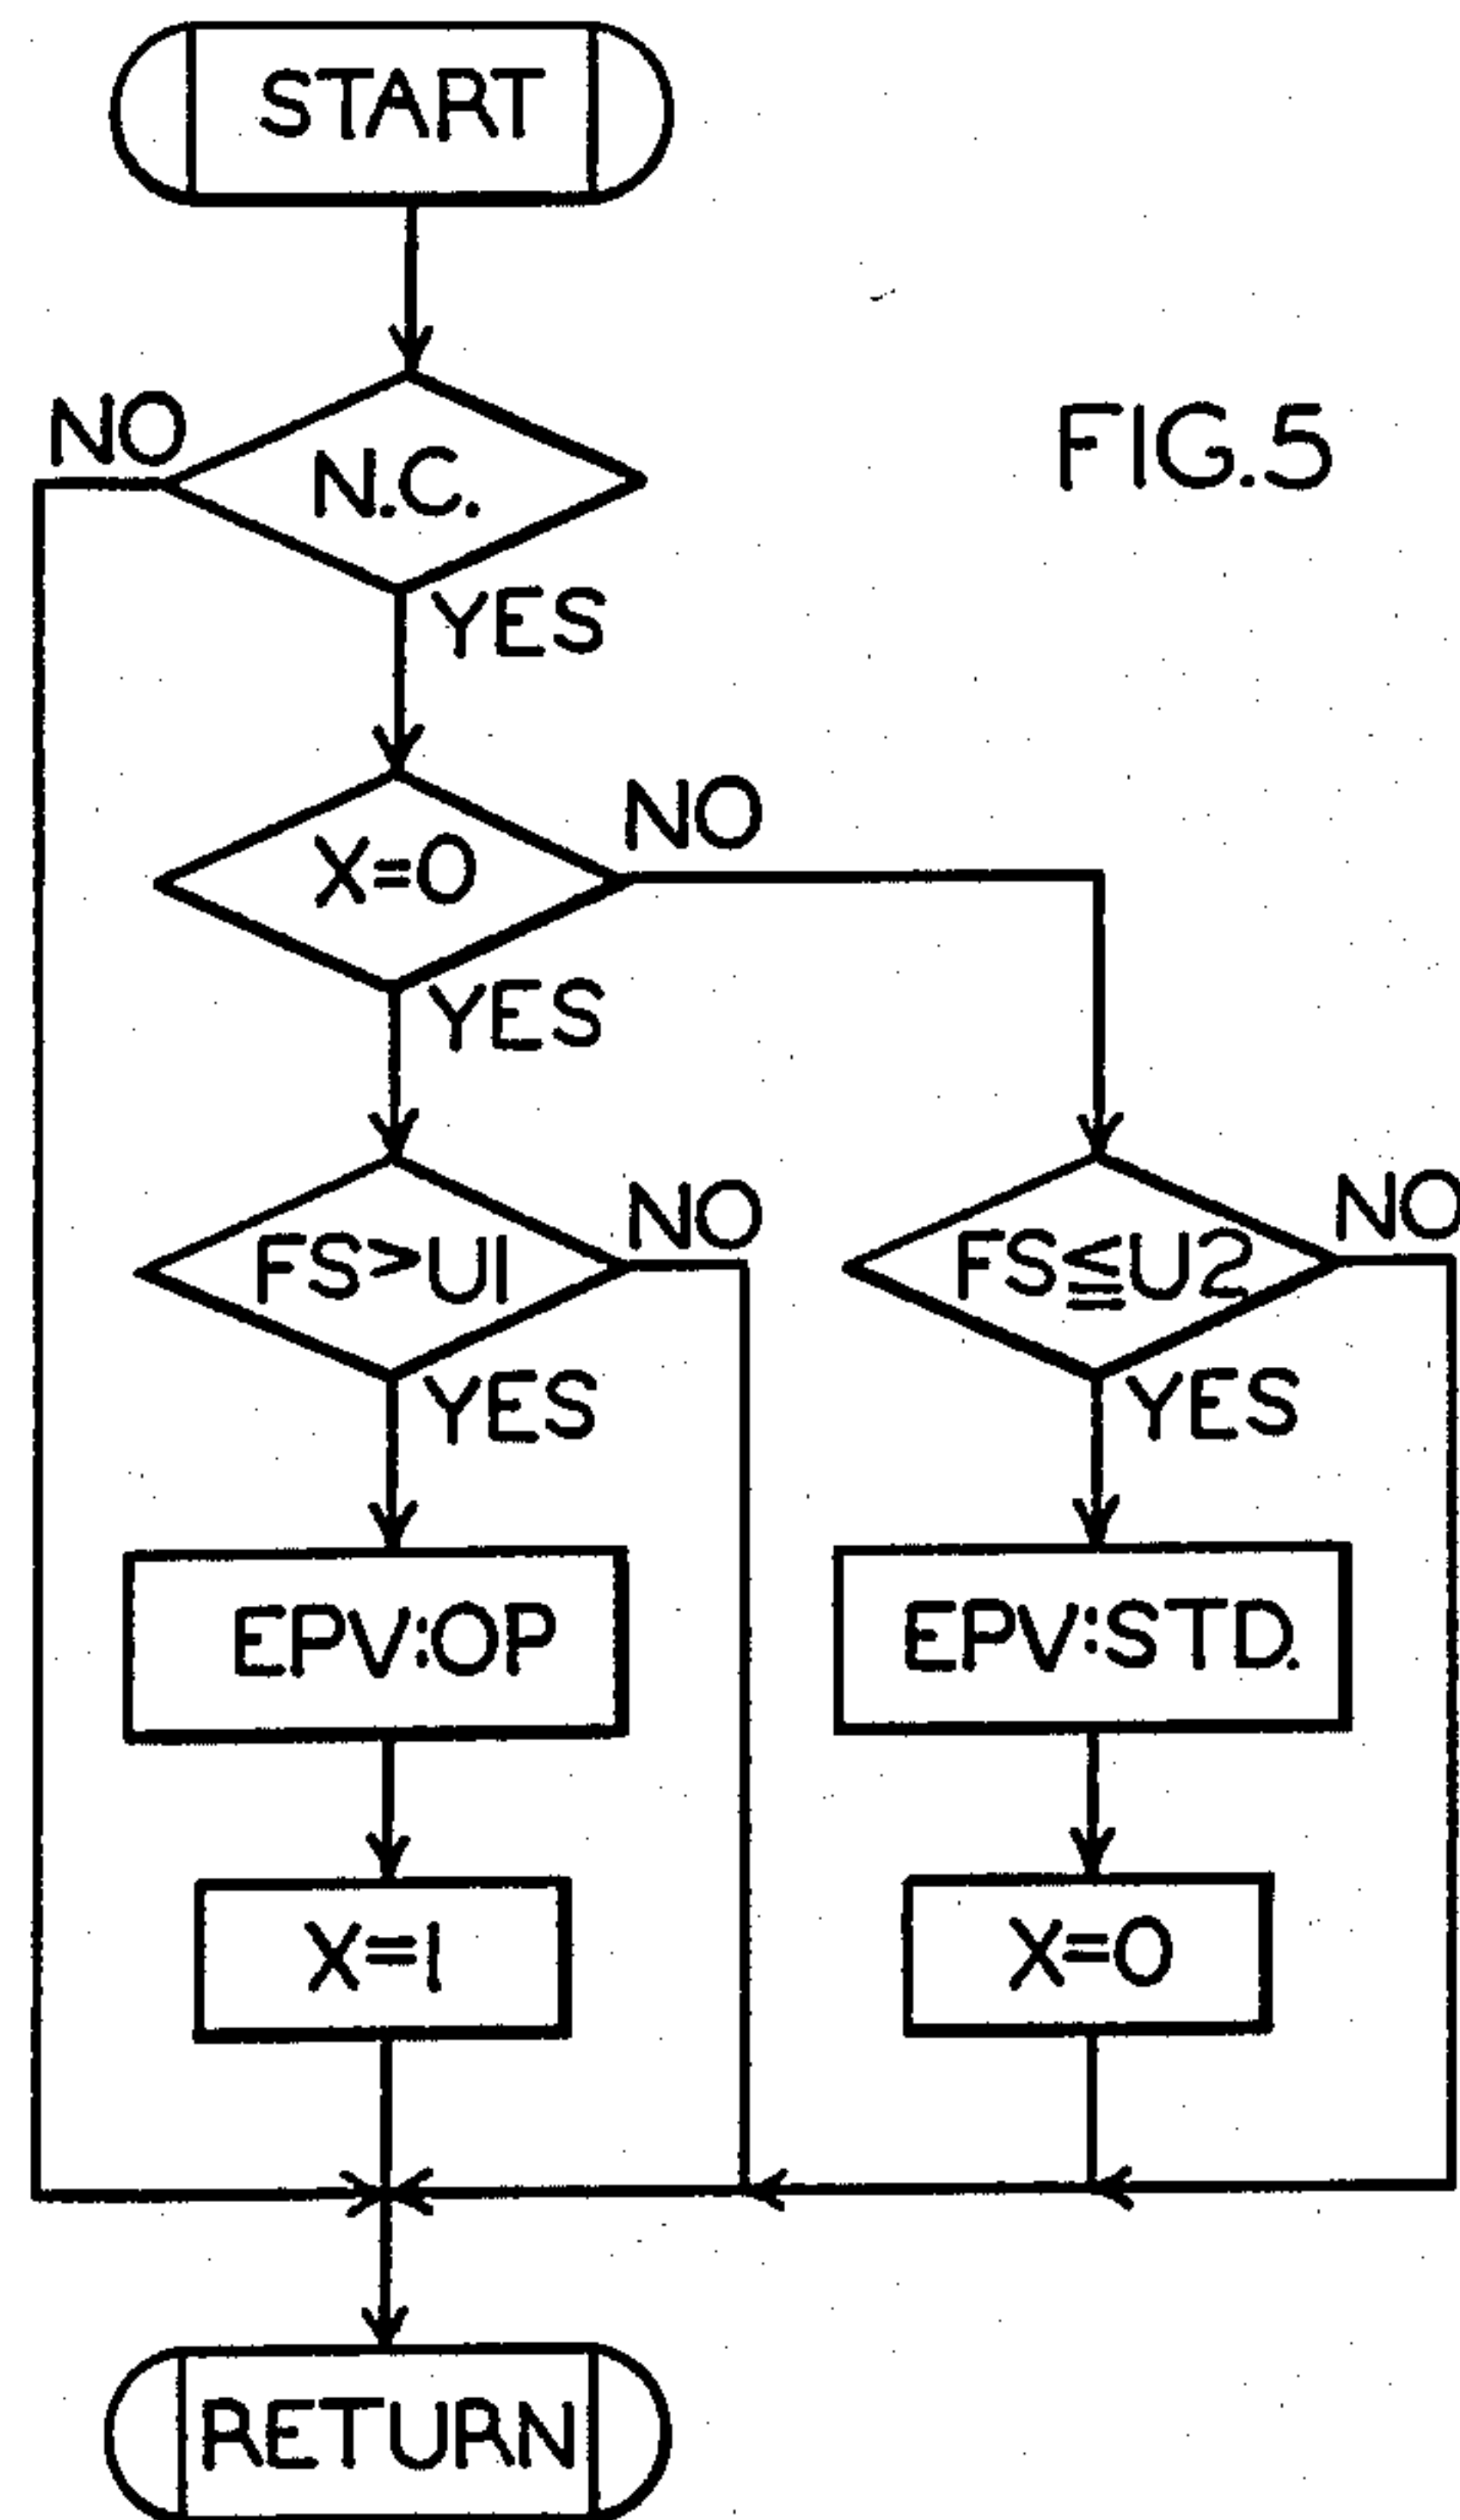 START
NO
N.C.
FIG.5
YES
X=0
NO
YES
FS>U1
NO
FS≦U2
NO
YES
YES
EPV:OP
EPV:STD.
X=1
X=0
RETURN